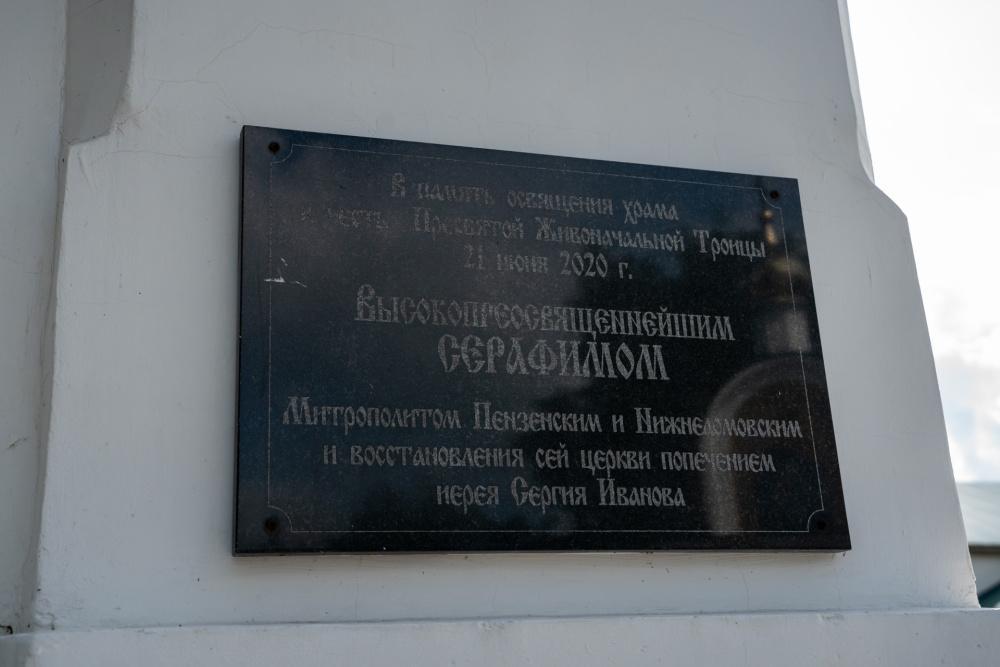 В память освящения храма
в честь Пресвятой Живоначальной Троицы
21 июня 2020 г.
Высокопреосвященнейшим
СЕРАФИМОМ
Митрополитом Пензенским и Нижнеломовским
и восстановления сей церкви попечением
иерея Сергия Иванова